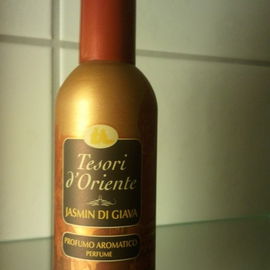 Tesori
d'Oriente
JASMIN DI GIAVA
PROFUMO AROMATICO
PERFUME